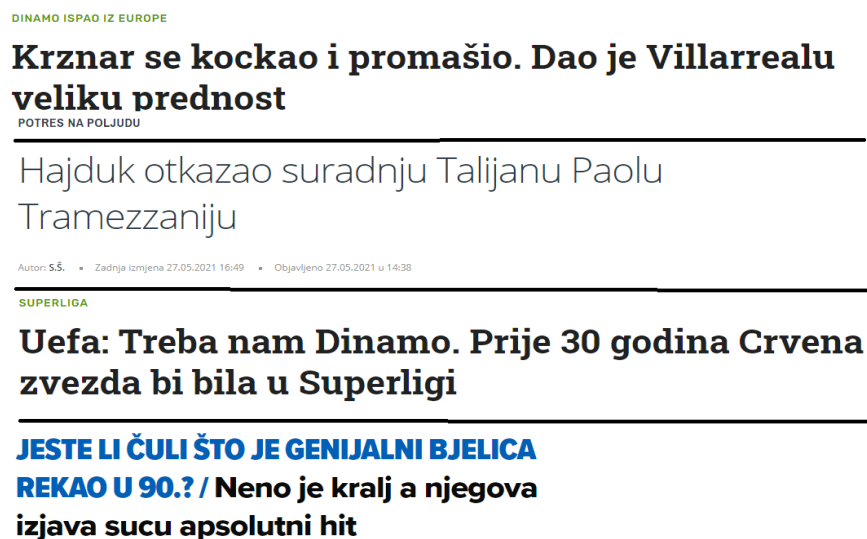 DINAMO ISPAO IZ EUROPE
Krznar se kockao i promašio. Dao je Villarrealu
veliku prednost
POTRES NA POLJUDU
Hajduk otkazao suradnju Talijanu Paolu
Tramezzaniju
Autor: S.Š. ▪ Zadnja izmjena 27.05.2021 16:49 ▪ Objavljeno 27.05.2021 u 14:38
SUPERLIGA
Uefa: Treba nam Dinamo. Prije 30 godina Crvena
zvezda bi bila u Superligi
JESTE LI ČULI ŠTO JE GENIJALNI BJELICA
REKAO U 90.? / Neno je kralj a njegova
izjava sucu apsolutni hit